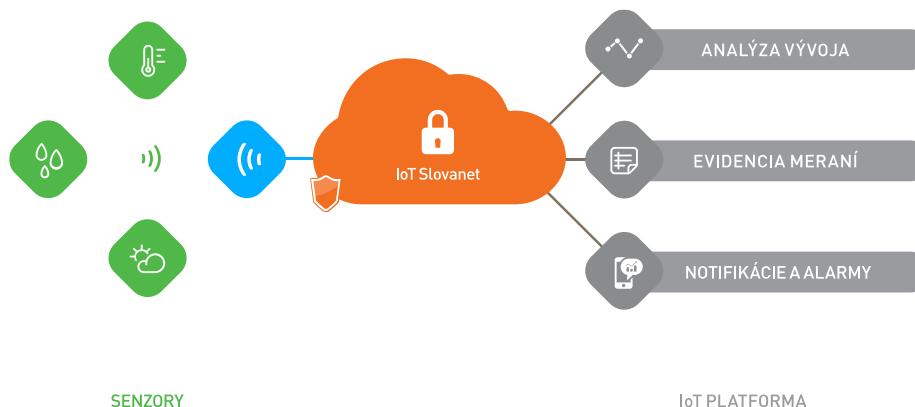 ANALÝZA VÝVOJA
EVIDENCIA MERANÍ
IoT Slovanet
NOTIFIKÁCIE A ALARMY
SENZORY
IoT PLATFORMA